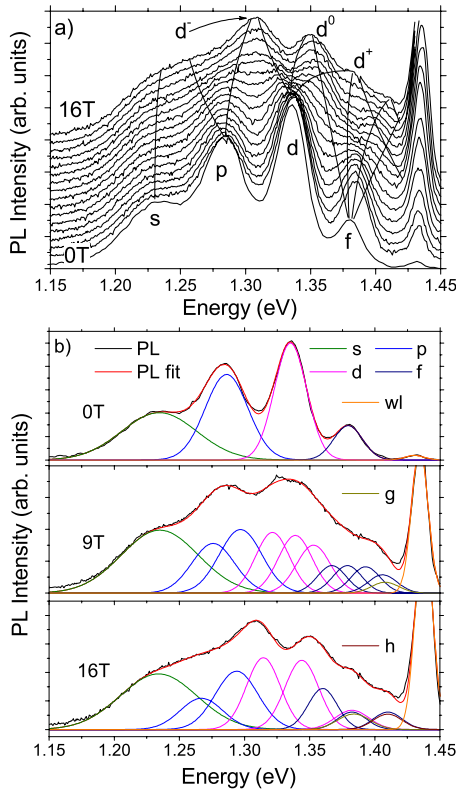 a)
d- d0 d+
16T
0T
s p d f
PL Intensity (arb. units)
1.15 1.20 1.25 1.30 1.35 1.40 1.45
Energy (eV)
b)
PL s p
PL fit d f
wl
0T
g
9T
h
16T
PL Intensity (arb. units)
1.15 1.20 1.25 1.30 1.35 1.40 1.45
Energy (eV)